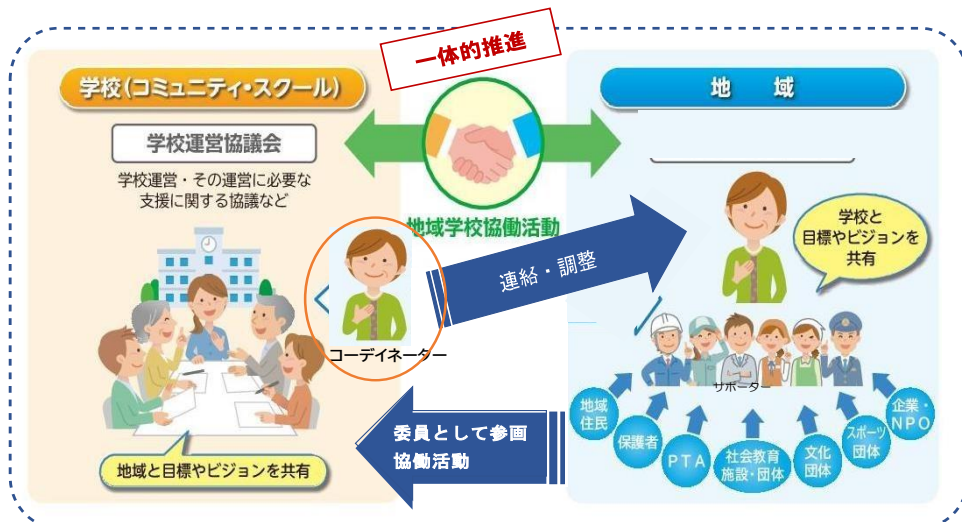 一体的推進
学校(コミュニティ・スクール)
学校運営協議会
学校運営・その運営に必要な
支援に関する協議など
地域学校協働活動
地　域
学校と
目標やビジョンを
共有
連絡・調整
コーデイネーター
サポーター
委員として参画
協働活動
地域と目標やビジョンを共有
地域
住民
保護者
PTA
社会教育
施設・団体
文化
団体
スポーツ
団体
企業・
NPO